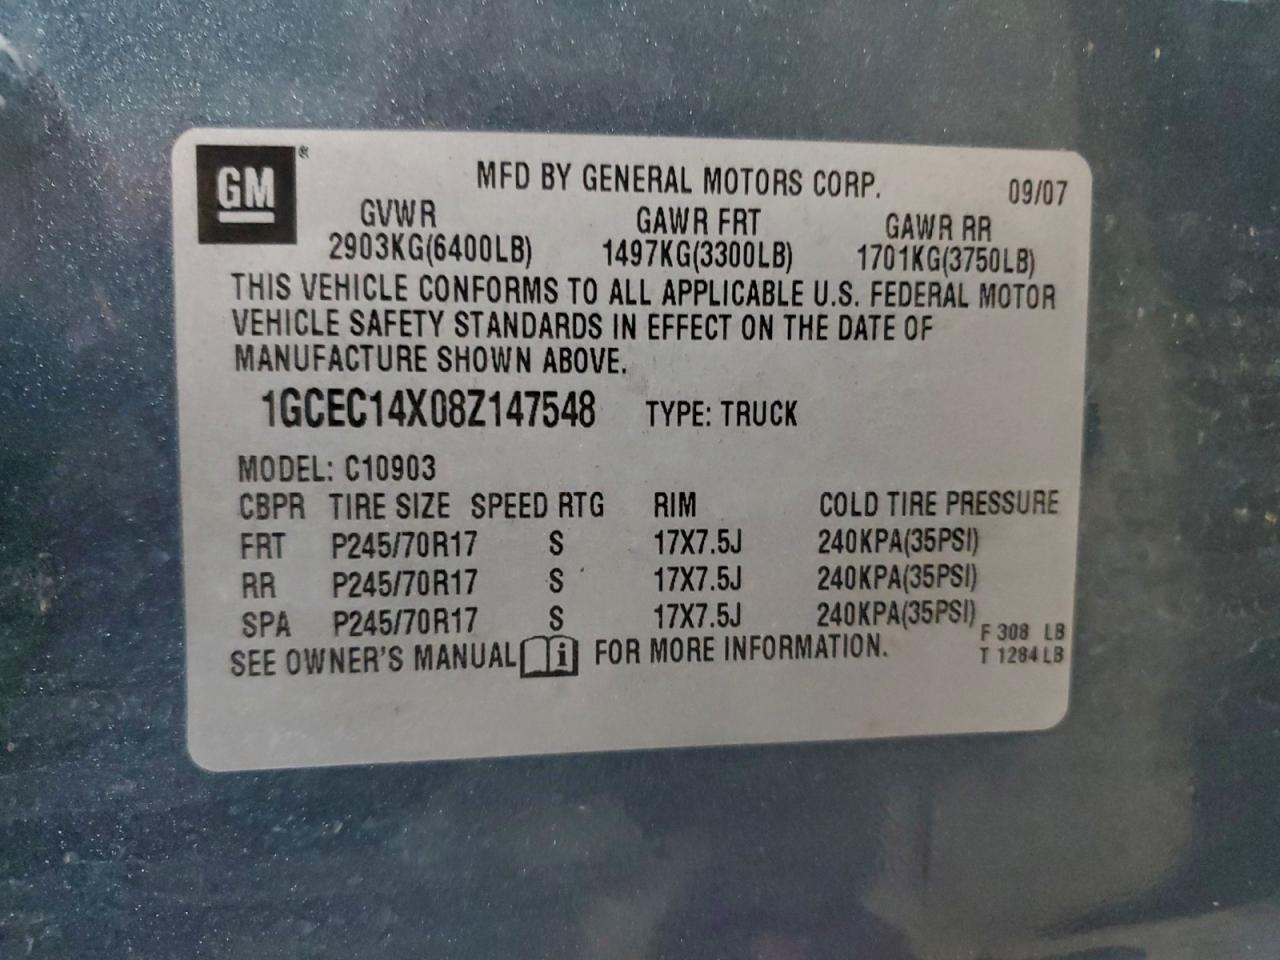 GM ®
MFD BY GENERAL MOTORS CORP. 09/07
GVWR GAWR FRT GAWR RR
2903KG(6400LB) 1497KG(3300LB) 1701KG(3750LB)
THIS VEHICLE CONFORMS TO ALL APPLICABLE U.S. FEDERAL MOTOR
VEHICLE SAFETY STANDARDS IN EFFECT ON THE DATE OF
MANUFACTURE SHOWN ABOVE.
1GCEC14X08Z147548 TYPE: TRUCK
MODEL: C10903
CBPR TIRE SIZE SPEED RTG RIM COLD TIRE PRESSURE
FRT P245/70R17 S 17X7.5J 240KPA(35PSI)
RR P245/70R17 S 17X7.5J 240KPA(35PSI)
SPA P245/70R17 S 17X7.5J 240KPA(35PSI)
F 308 LB
SEE OWNER'S MANUAL i FOR MORE INFORMATION. T 1284 LB